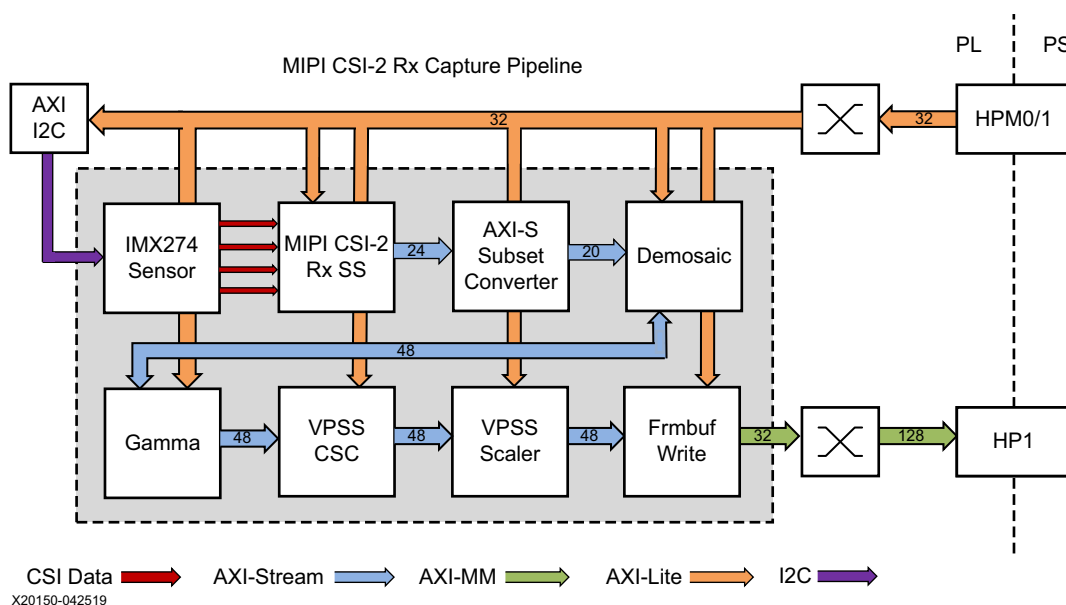 PL
PS
MIPI CSI-2 Rx Capture Pipeline
AXI
I2C
32
32
HPM0/1
IMX274
Sensor
MIPI CSI-2
Rx SS
24
AXI-S
Subset
Converter
20
Demosaic
48
Gamma
48
VPSS
CSC
48
VPSS
Scaler
48
Frmbuf
Write
32
128
HP1
CSI Data
AXI-Stream
AXI-MM
AXI-Lite
I2C
X20150-042519